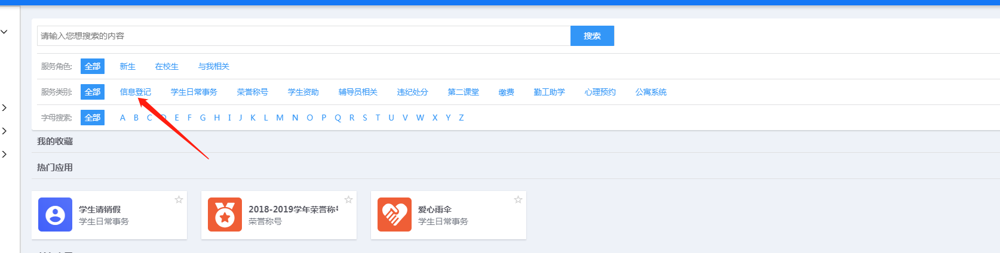 请输入您想搜索的内容 搜索
服务角色: 全部 新生 在校生 与我相关
服务类别: 全部 信息登记 学生日常事务 荣誉称号 学生资助 辅导员相关 违纪处分 第二课堂 缴费 勤工助学 心理预约 公寓系统
字母搜索: 全部 A B C D E F G H I J K L M N O P Q R S T U V W X Y Z
我的收藏
热门应用
学生请销假
学生日常事务
2018-2019学年荣誉称号
荣誉称号
爱心雨伞
学生日常事务